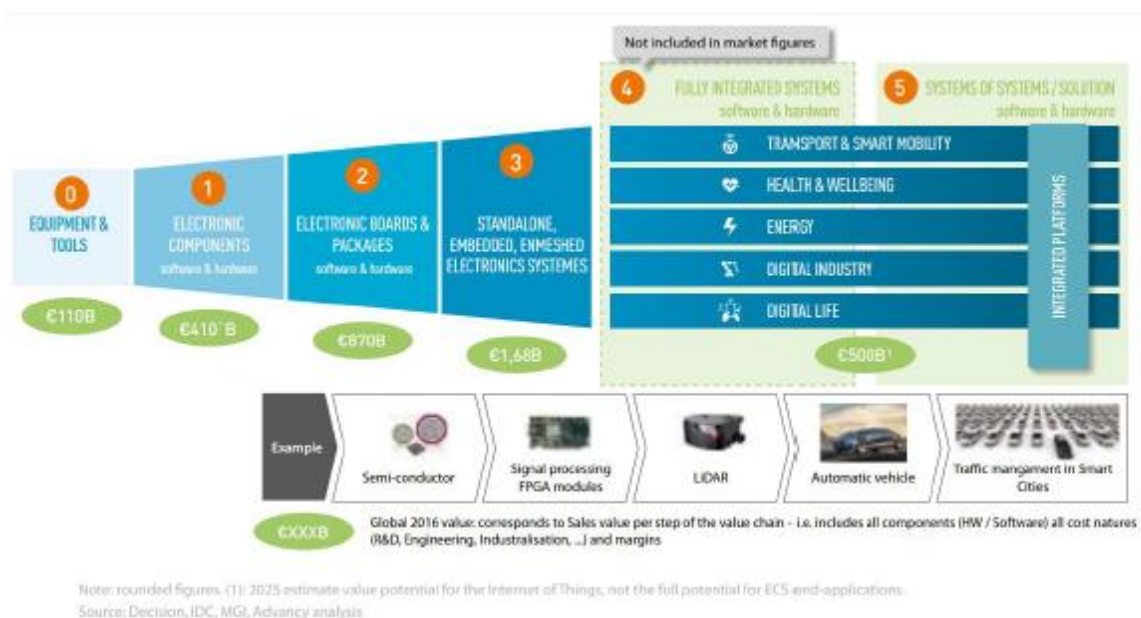 Not included in market figures
4
FULLY INTEGRATED SYSTEMS
software & hardware
5
SYSTEMS OF SYSTEMS / SOLUTION
software & hardware
0
EQUIPMENT &
TOOLS
€110B
1
ELECTRONIC
COMPONENTS
software & hardware
€410¨B
2
ELECTRONIC BOARDS &
PACKAGES
software & hardware
€870B
3
STANDALONE,
EMBEDDED, ENMESHED
ELECTRONICS SYSTEMES
€1,68B
TRANSPORT & SMART MOBILITY
HEALTH & WELLBEING
ENERGY
DIGITAL INDUSTRY
DIGITAL LIFE
INTEGRATED PLATFORMS
€500B¹
Example
Semi-conductor
Signal processing
FPGA modules
LiDAR
Automatic vehicle
Traffic mangament in Smart
Cities
€XXXB
Global 2016 value: corresponds to Sales value per step of the value chain - i.e. includes all components (HW / Software) all cost natures
(R&D, Engineering, Industralisation, ...) and margins
Note: rounded figures. (1): 2025 estimate value potential for the Internet of Things, not the full potential for ECS end-applications
Source: Decision, IDC, MGI, Advancy analysis